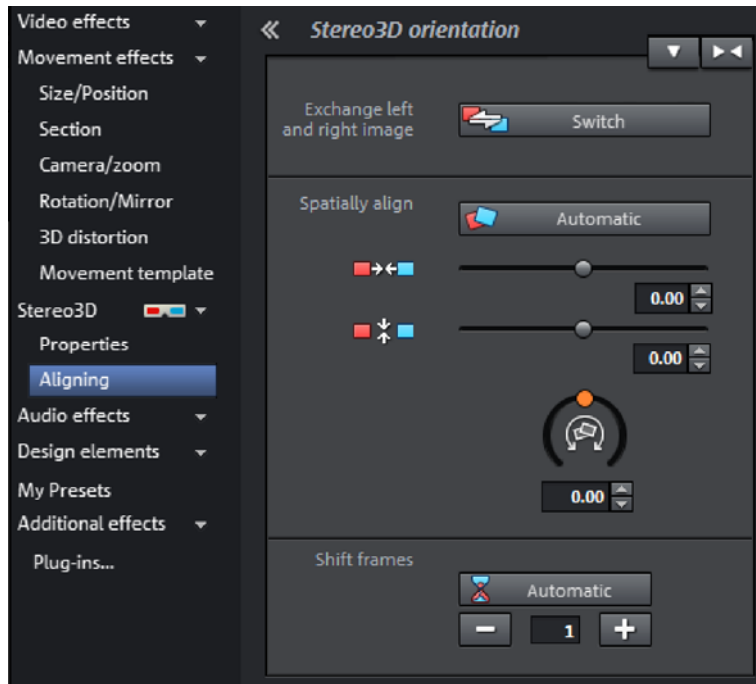 Video effects
Movement effects
Size/Position
Section
Camera/zoom
Rotation/Mirror
3D distortion
Movement template
Stereo3D
Properties
Aligning
Audio effects
Design elements
My Presets
Additional effects
Plug-ins...
Stereo3D orientation
Exchange left
and right image
Switch
Spatially align
Automatic
0.00
0.00
0.00
Shift frames
Automatic
1